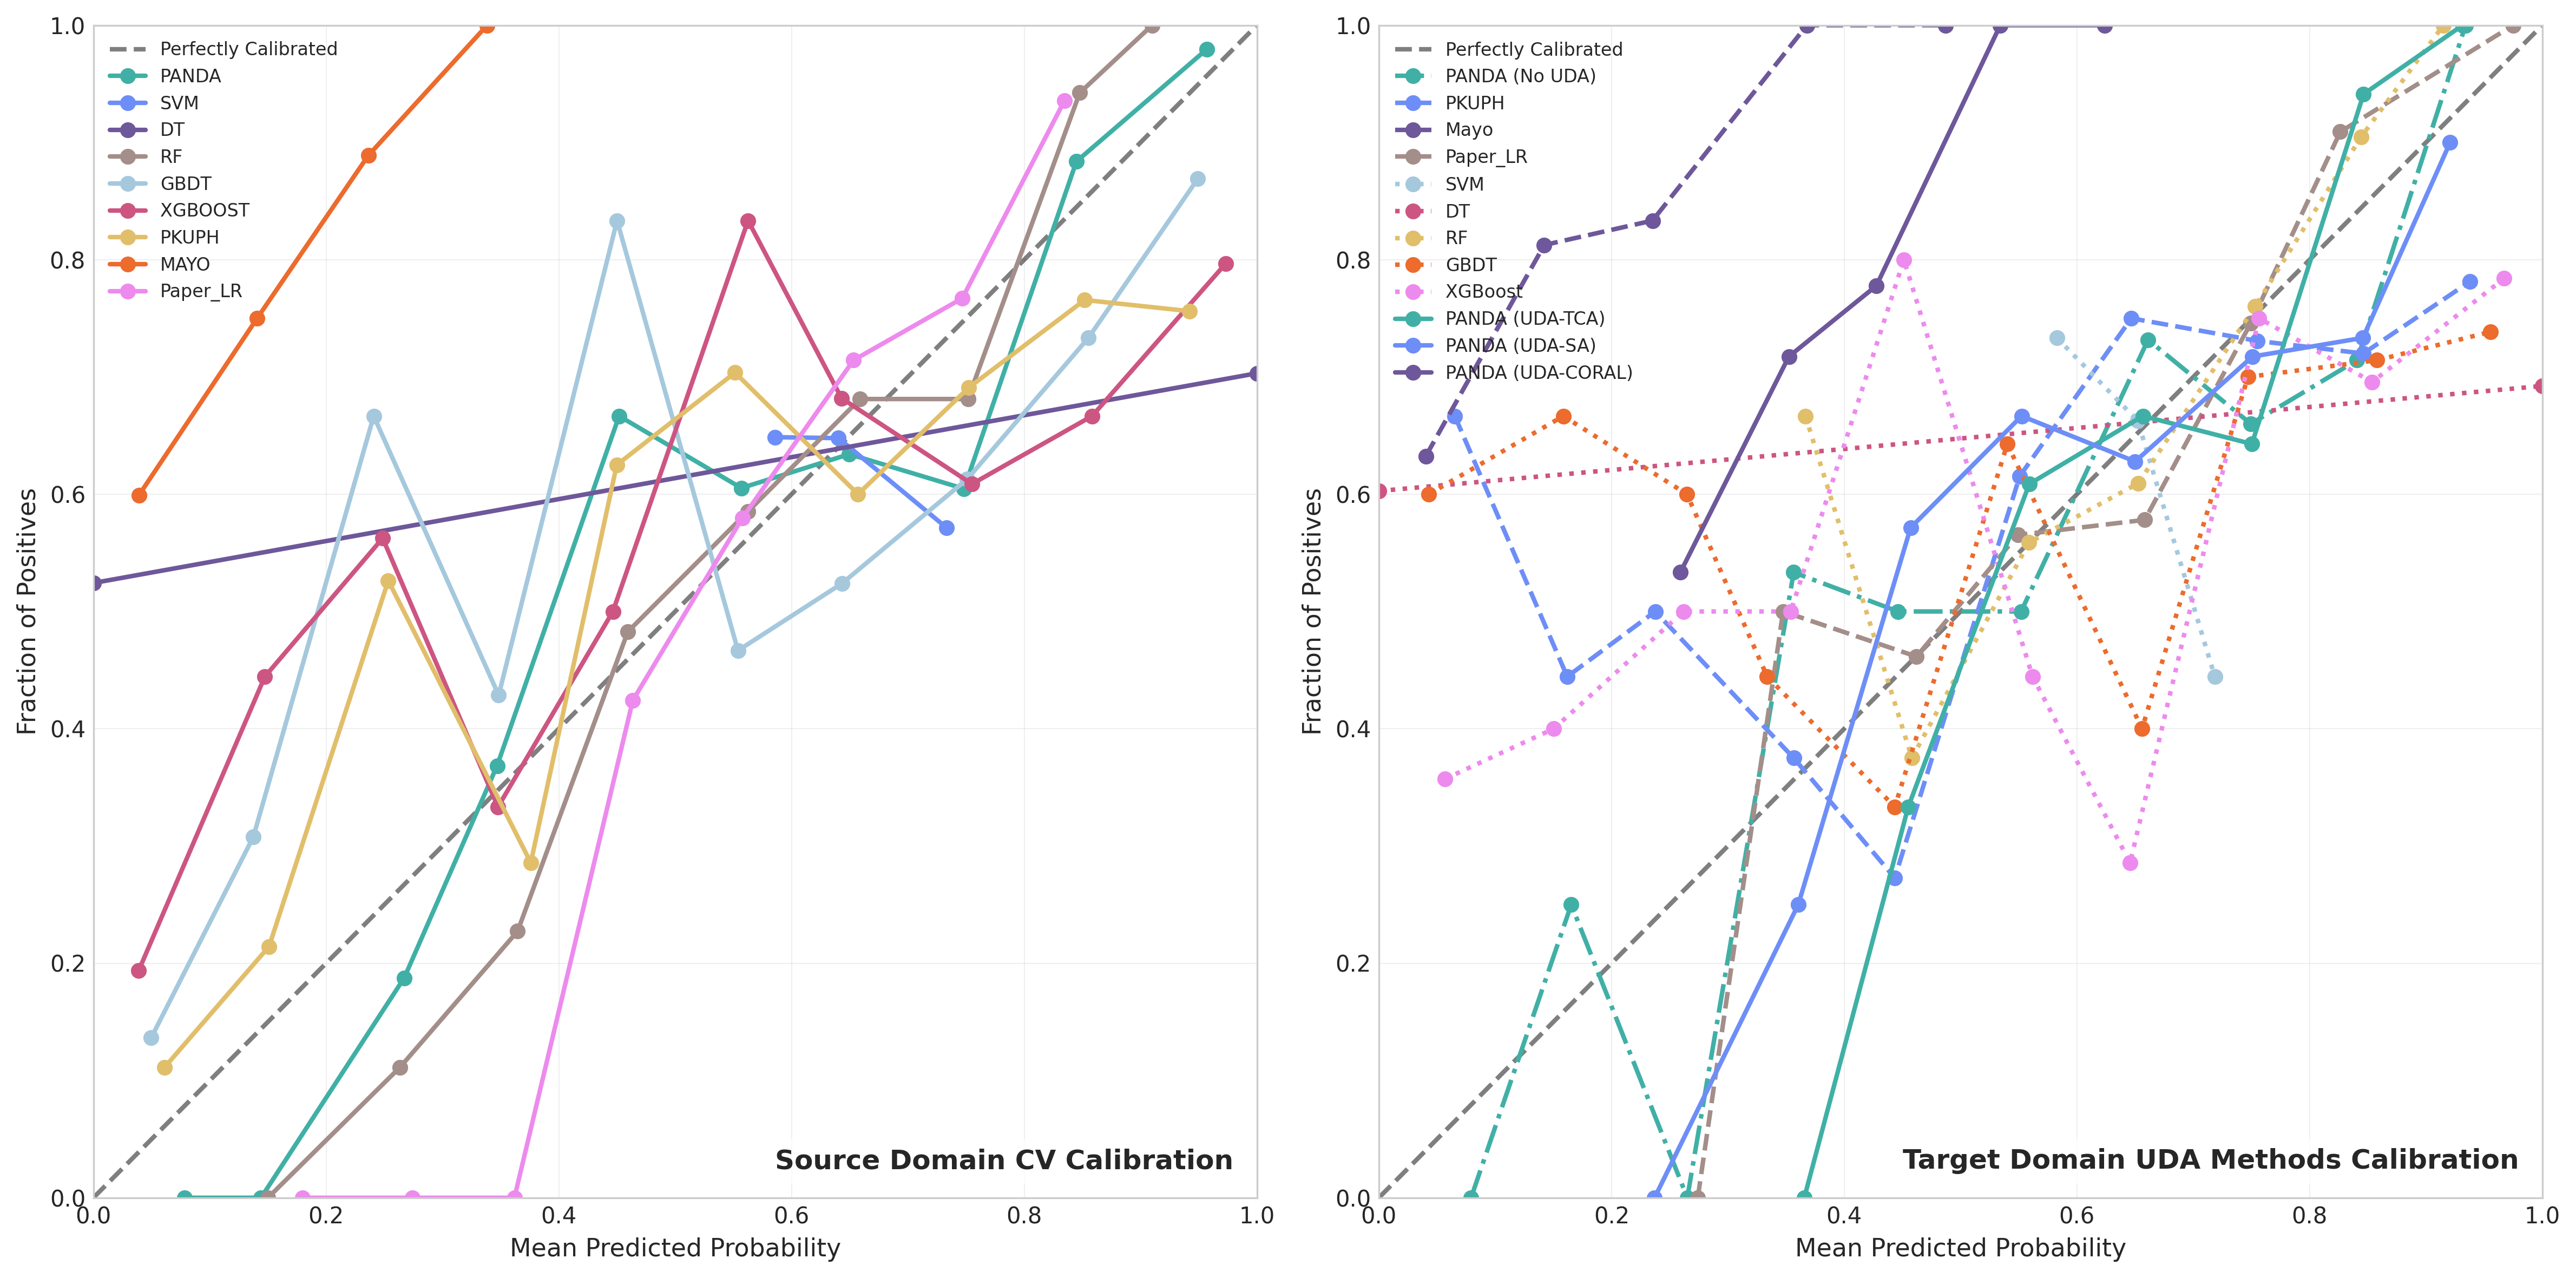 1.0
0.8
0.6
0.4
0.2
0.0
Fraction of Positives
Perfectly Calibrated
PANDA
SVM
DT
RF
GBDT
XGBOOST
PKUPH
MAYO
Paper_LR
Source Domain CV Calibration
0.0 0.2 0.4 0.6 0.8 1.0
Mean Predicted Probability
1.0
0.8
0.6
0.4
0.2
0.0
Fraction of Positives
Perfectly Calibrated
PANDA (No UDA)
PKUPH
Mayo
Paper_LR
SVM
DT
RF
GBDT
XGBoost
PANDA (UDA-TCA)
PANDA (UDA-SA)
PANDA (UDA-CORAL)
Target Domain UDA Methods Calibration
0.0 0.2 0.4 0.6 0.8 1.0
Mean Predicted Probability